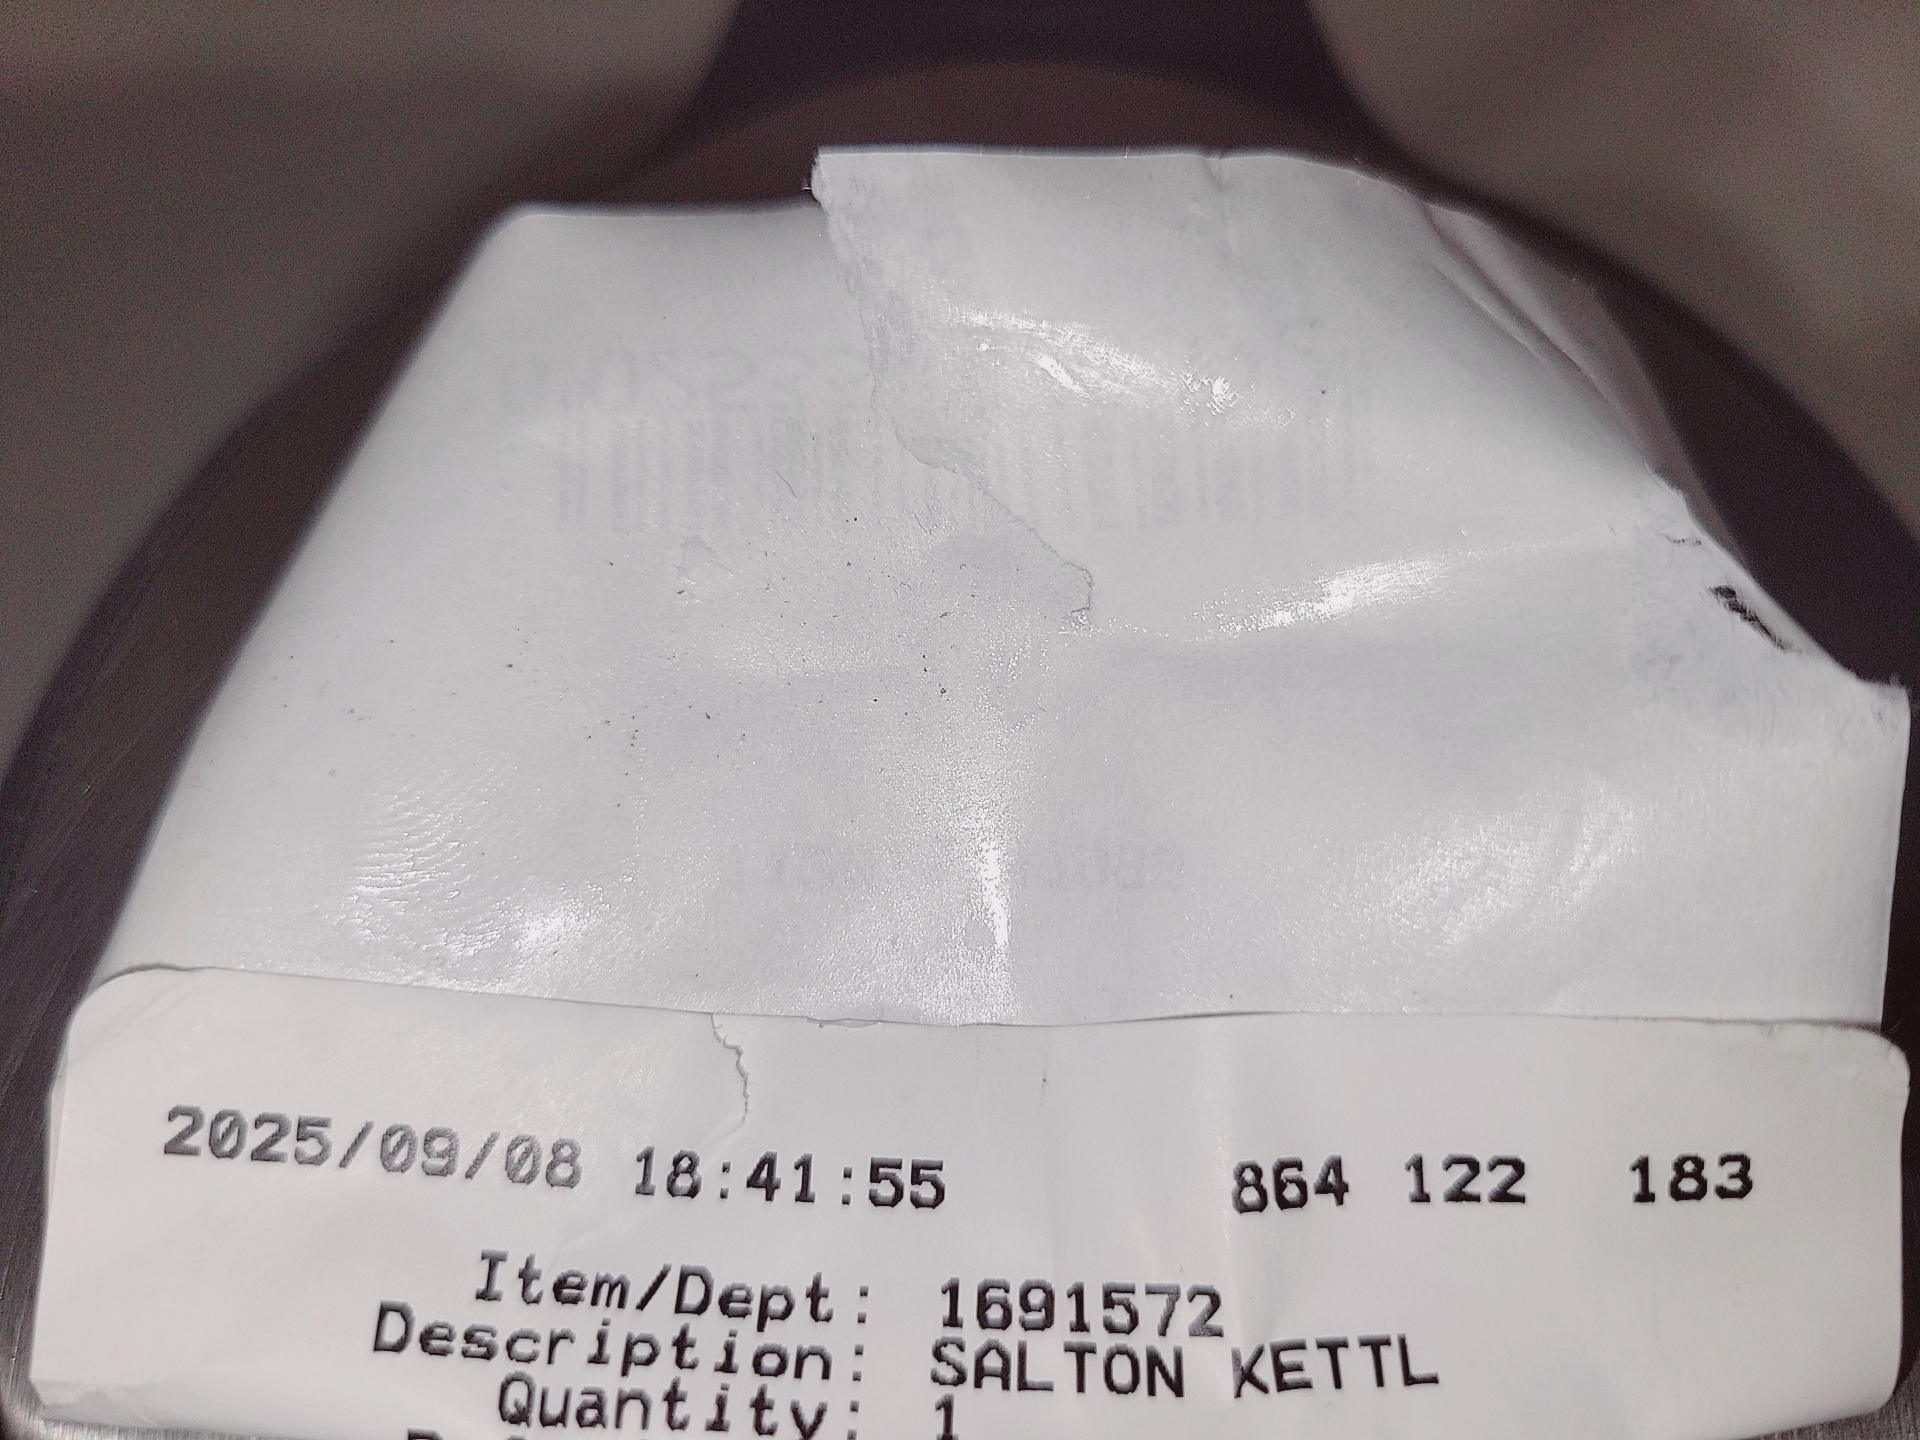 2025/09/08 18:41:55 864 122 183
Item/Dept: 1691572
Description: SALTON KETTL
Quantity: 1